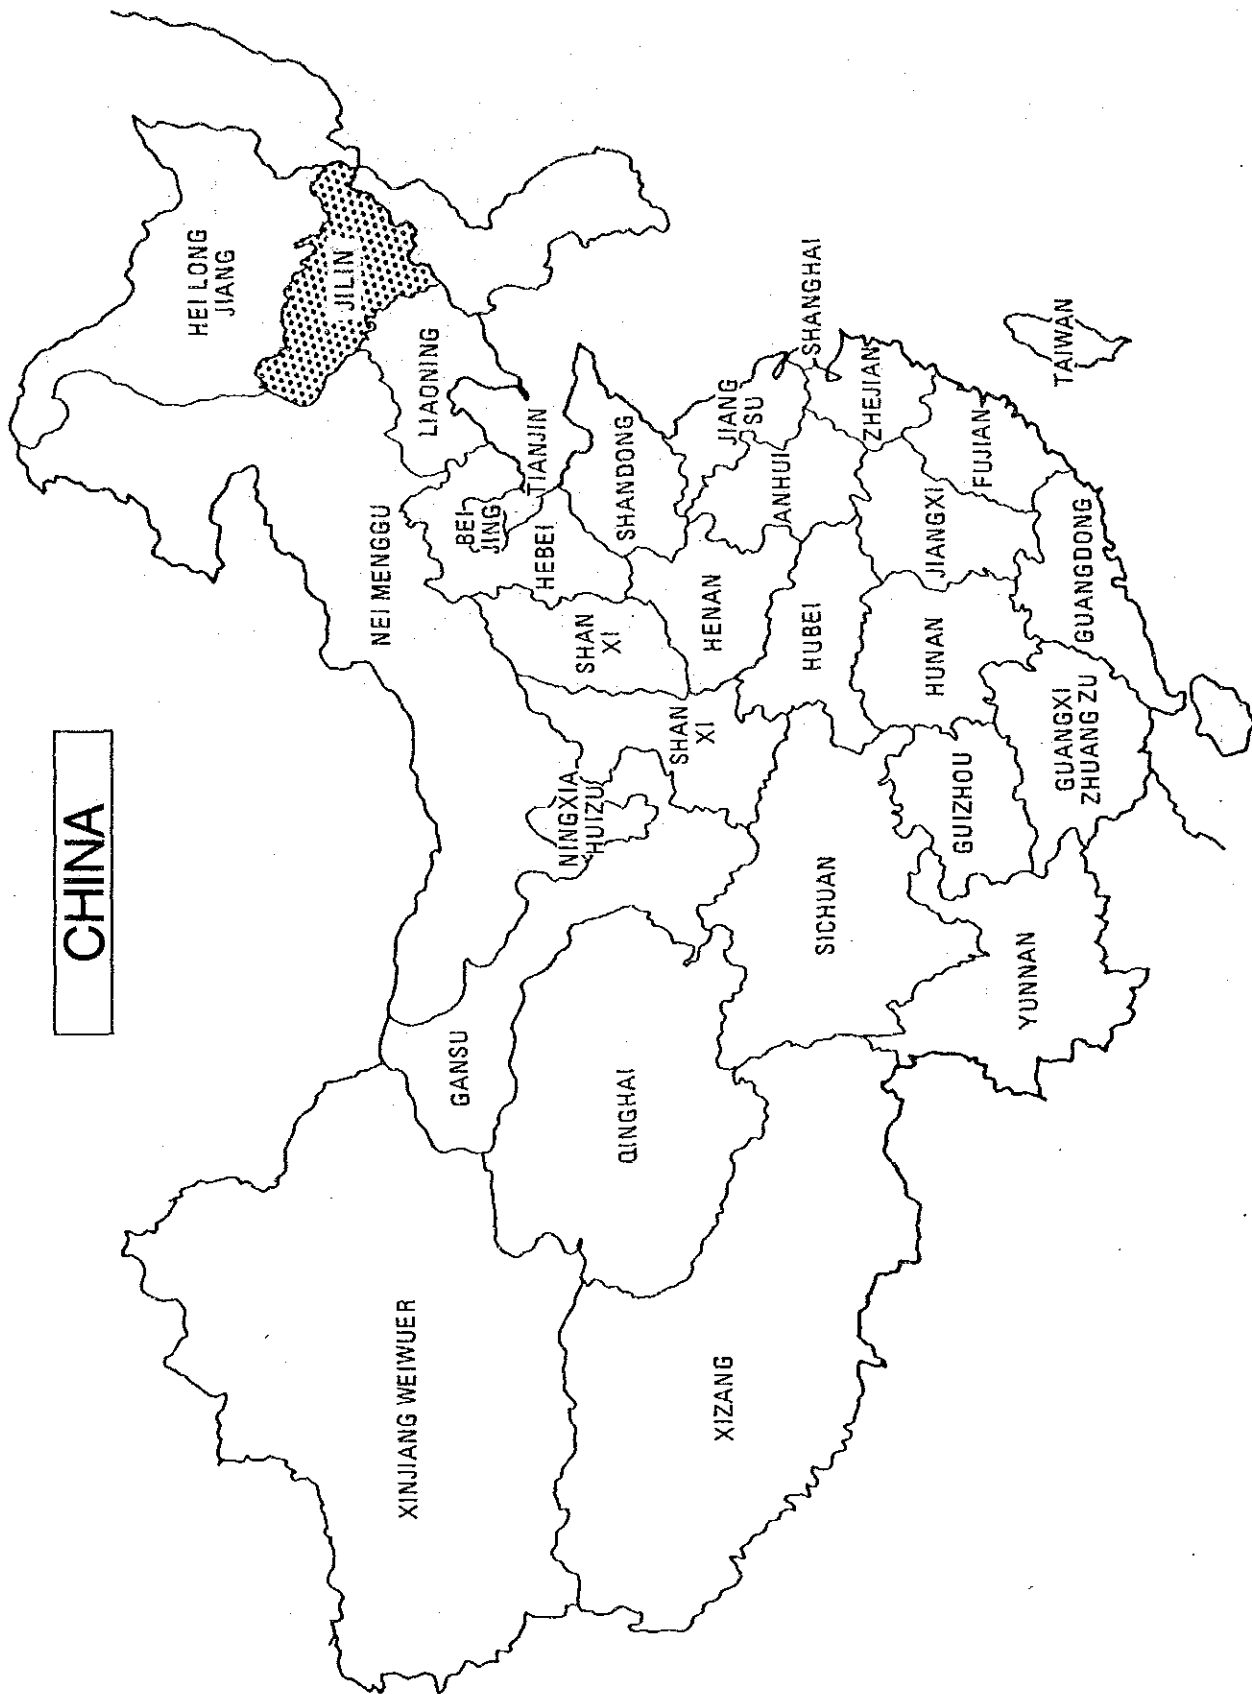 CHINA
HEI LONG
JIANG
JILIN
LIAONING
NEI MENGGU
BEI
JING
TIANJIN
HEBEI
SHANDONG
SHAN
XI
SHAN
XI
NINGXIA
HUIZU
GANSU
XINJIANG WEIWUER
QINGHAI
XIZANG
SICHUAN
HENAN
HUBEI
ANHUI
JIANG
SU
SHANGHAI
ZHEJIAN
JIANGXI
FUJIAN
HUNAN
GUIZHOU
YUNNAN
GUANGXI
ZHUANG ZU
GUANGDONG
TAIWAN